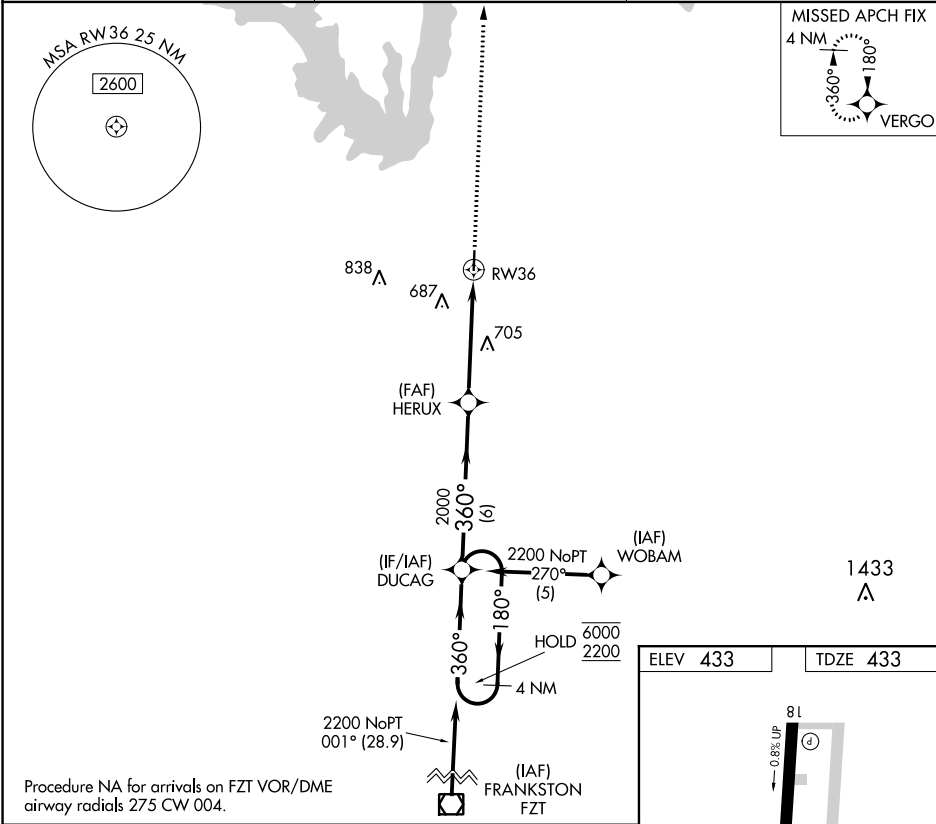 MSA RW36 25 NM
2600
MISSED APCH FIX
4 NM
360°
180°
VERGO
838
687
RW36
705
(FAF)
HERUX
2000
360°
(6)
(IF/IAF)
DUCAG
2200 NoPT
270°
(5)
(IAF)
WOBAM
1433
360°
180°
HOLD
6000
2200
4 NM
2200 NoPT
001° (28.9)
(IAF)
FRANKSTON
FZT
Procedure NA for arrivals on FZT VOR/DME
airway radials 275 CW 004.
ELEV 433
TDZE 433
18
P
0.8% UP